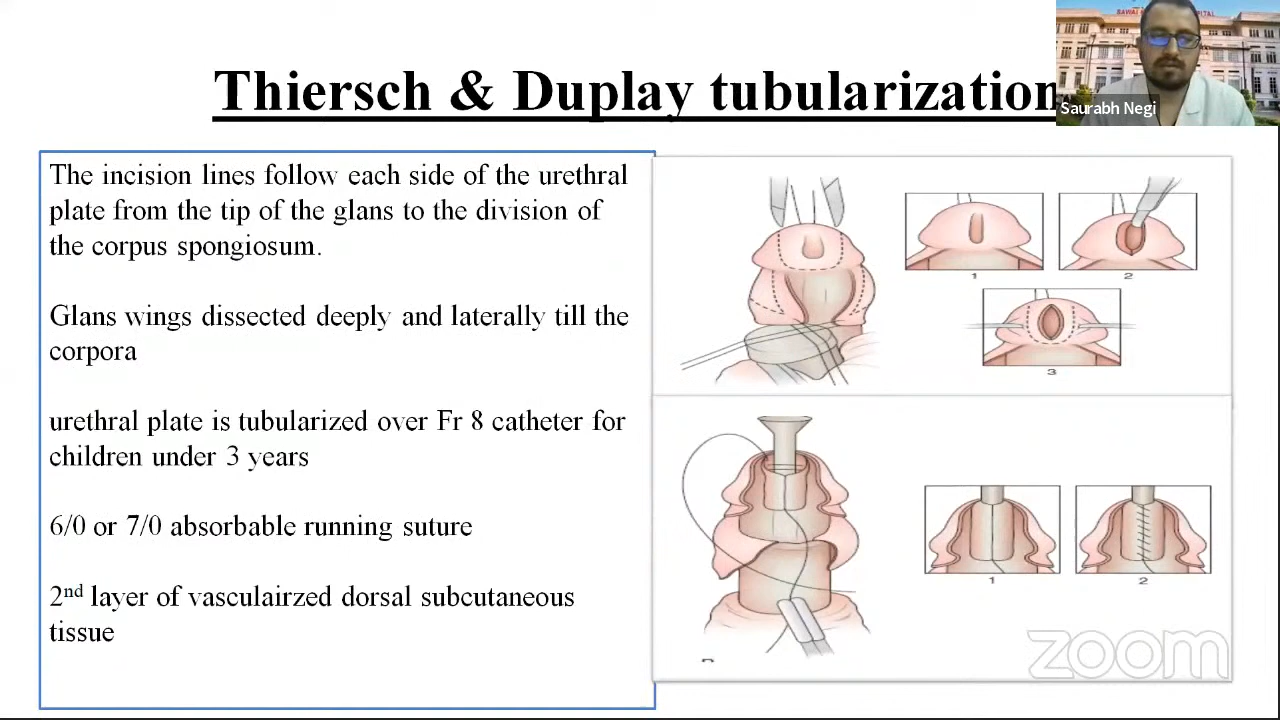 SAWAI
PITAL
Thiersch & Duplay tubularization
Saurabh Negi
The incision lines follow each side of the urethral
plate from the tip of the glans to the division of
the corpus spongiosum.
Glans wings dissected deeply and laterally till the
corpora
urethral plate is tubularized over Fr 8 catheter for
children under 3 years
6/0 or 7/0 absorbable running suture
2nd layer of vasculairzed dorsal subcutaneous
tissue
1
2
3
1
2
zoom